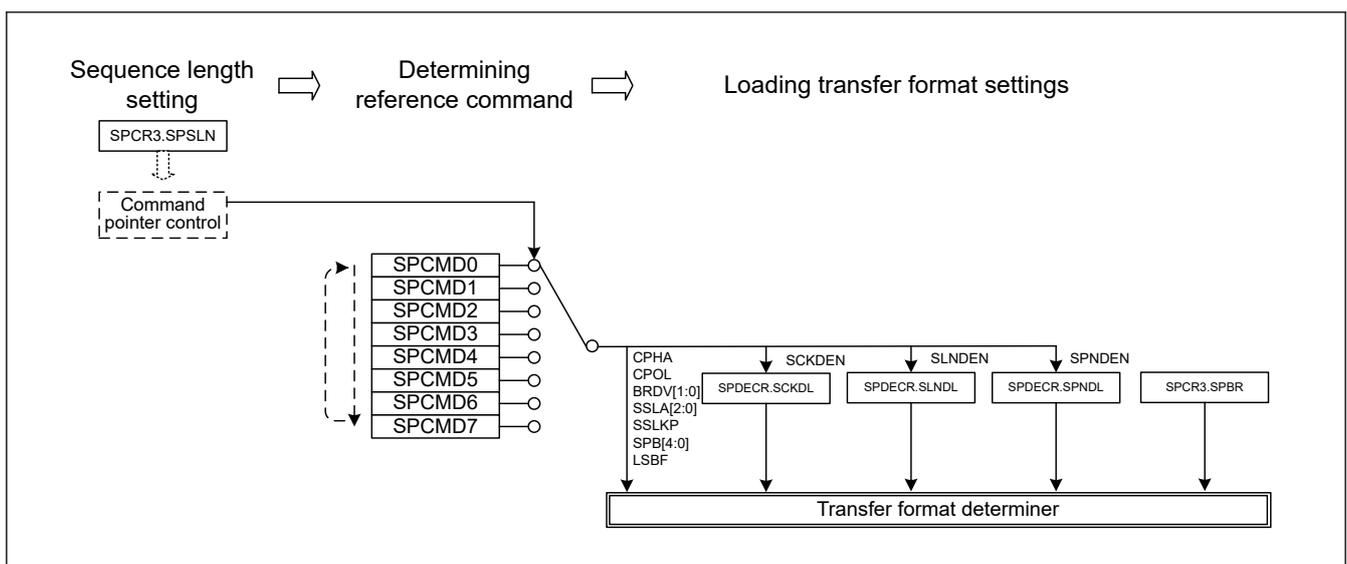 Sequence length
setting
Determining
reference command
Loading transfer format settings
SPCR3.SPSLN
Command
pointer control
SPCMD0
SPCMD1
SPCMD2
SPCMD3
SPCMD4
SPCMD5
SPCMD6
SPCMD7
CPHA
CPOL
BRDV[1:0]
SSLA[2:0]
SSLKP
SPB[4:0]
LSBF
SCKDEN
SLNDEN
SPNDEN
SPDECR.SCKDL
SPDECR.SLNDL
SPDECR.SPNDL
SPCR3.SPBR
Transfer format determiner